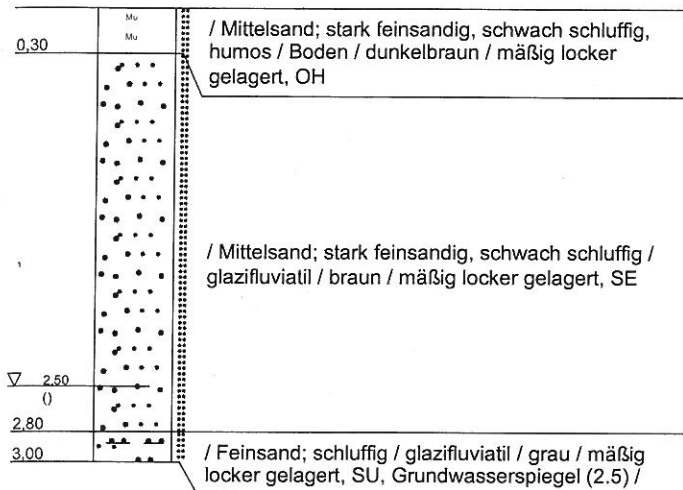 Mu
/ Mittelsand; stark feinsandig, schwach schluffig,
Mu
0,30
humos / Boden / dunkelbraun / mäßig locker
gelagert, OH
/ Mittelsand; stark feinsandig, schwach schluffig /
glazifluviatil / braun / mäßig locker gelagert, SE
2,50
()
2,80
3,00
/ Feinsand; schluffig / glazifluviatil / grau / mäßig
locker gelagert, SU, Grundwasserspiegel (2.5) /